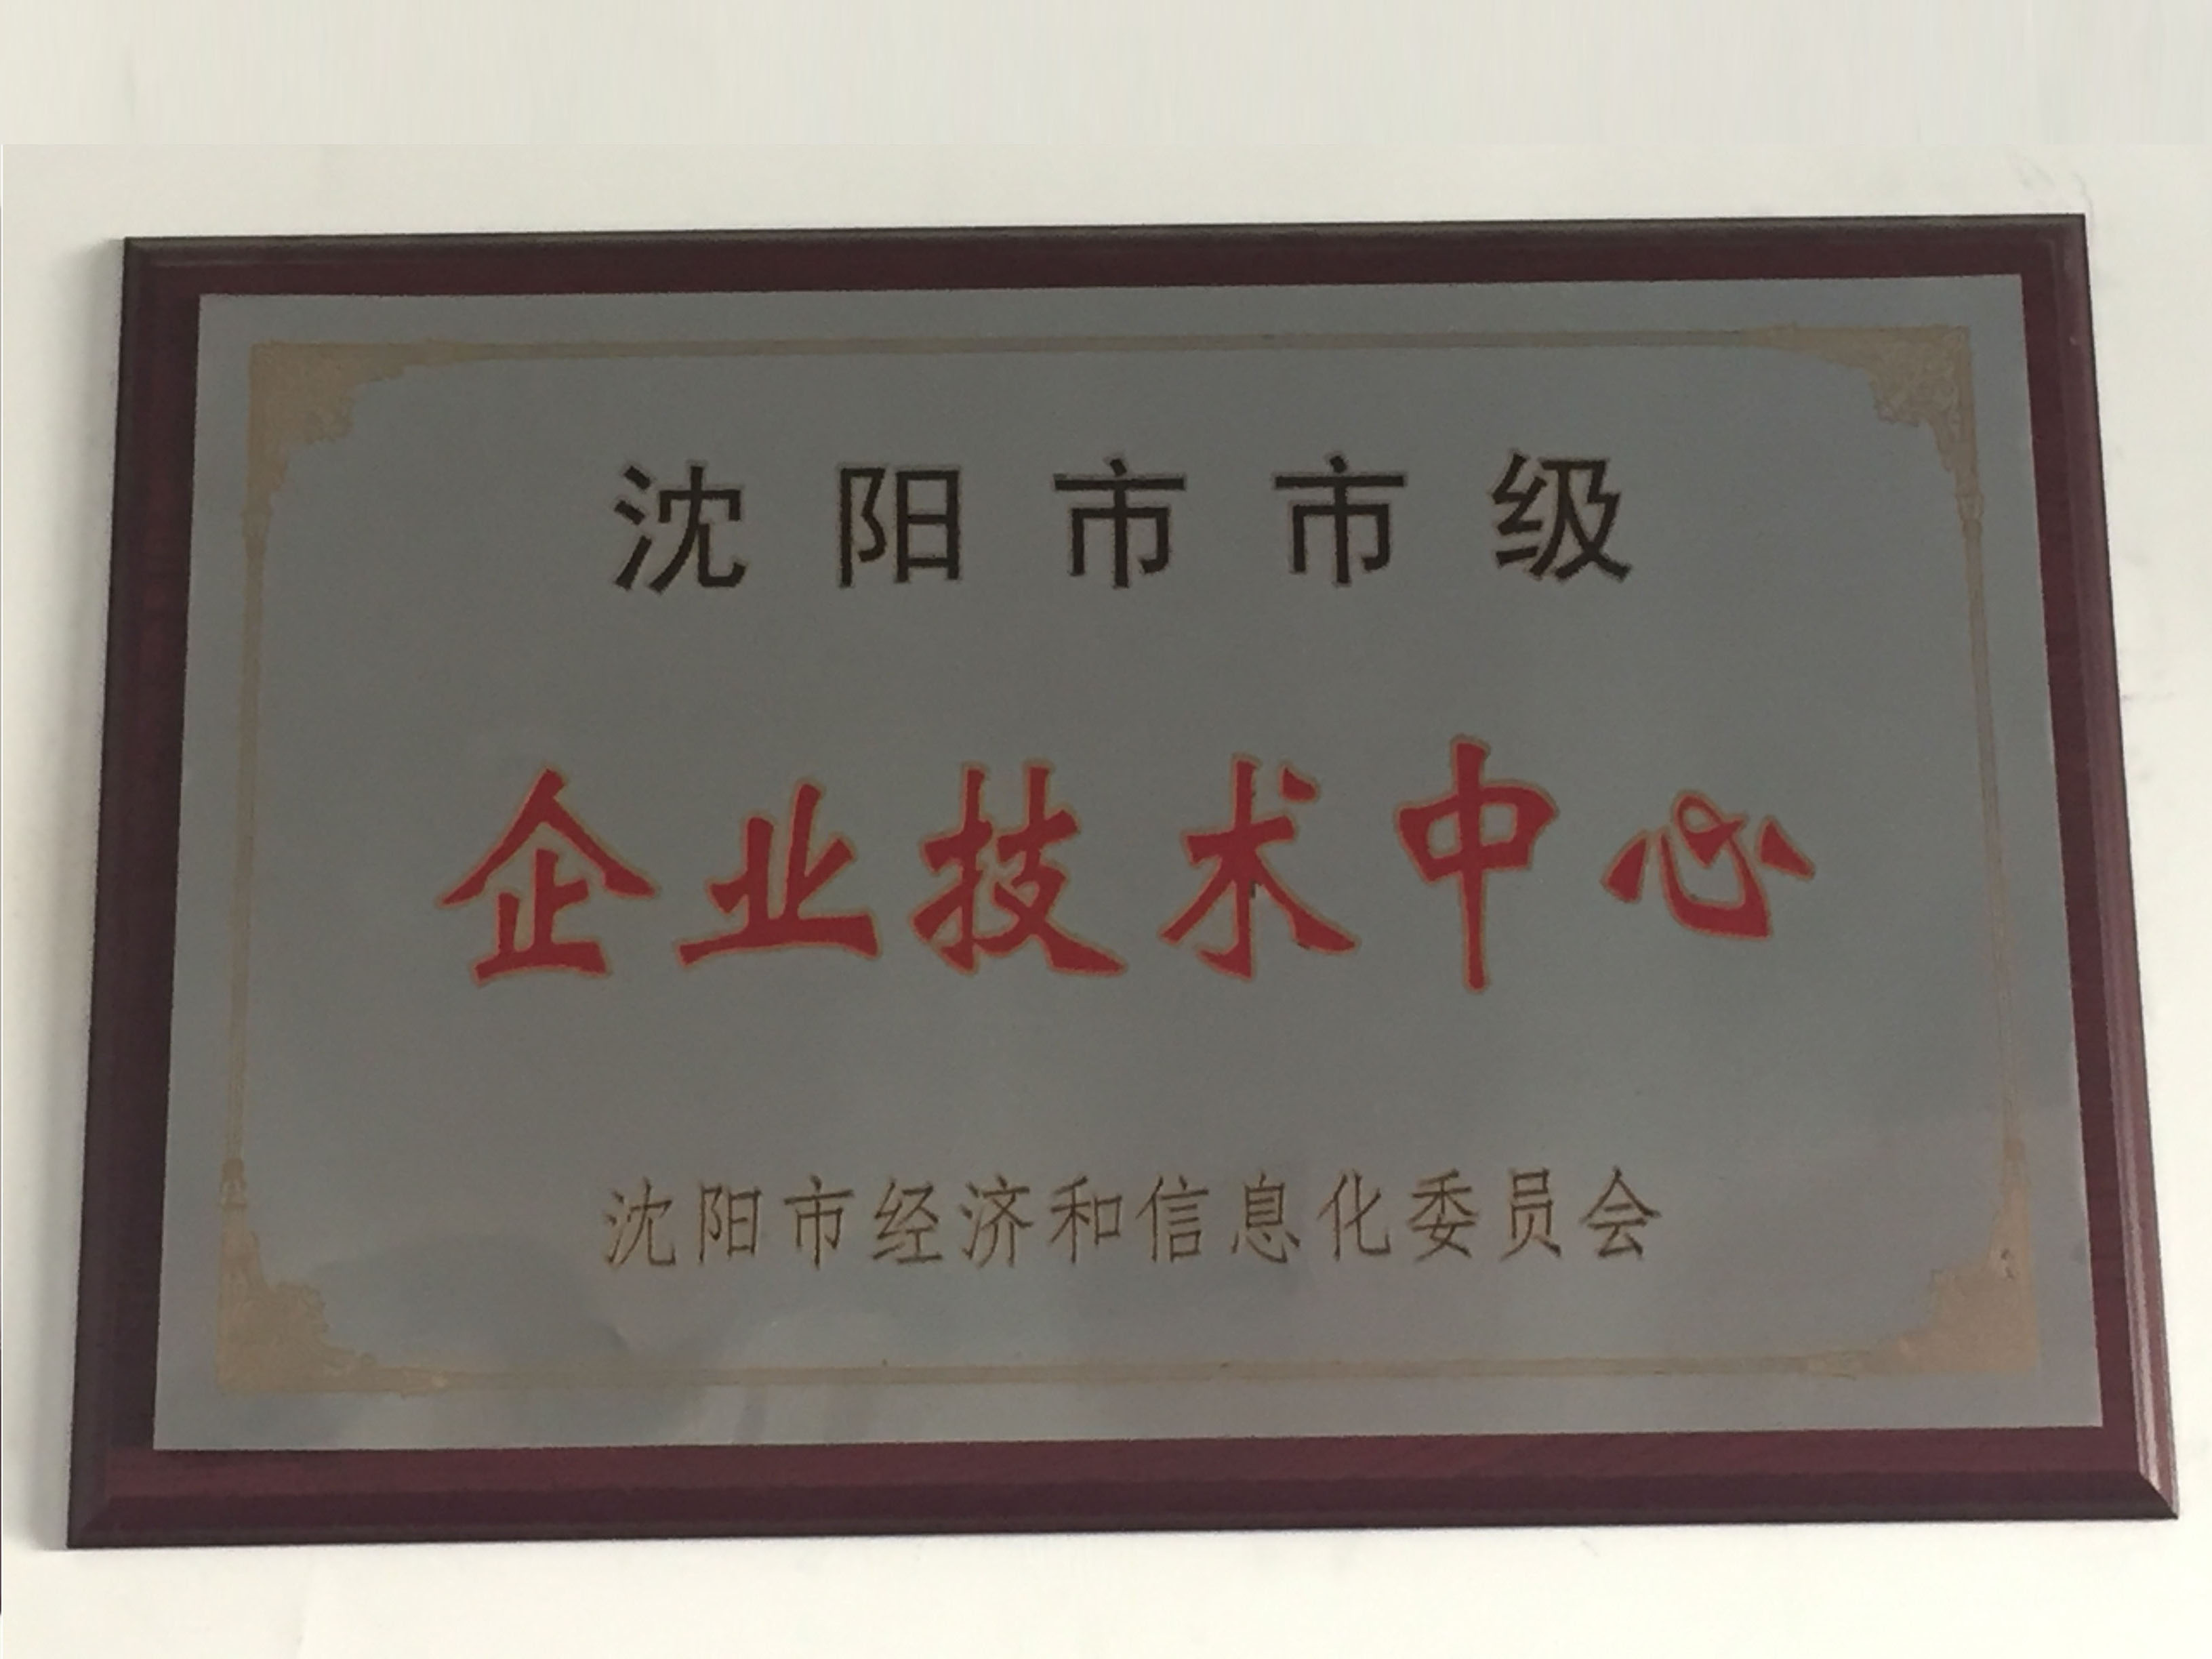 沈阳市市级
企业技术中心
沈阳市经济和信息化委员会